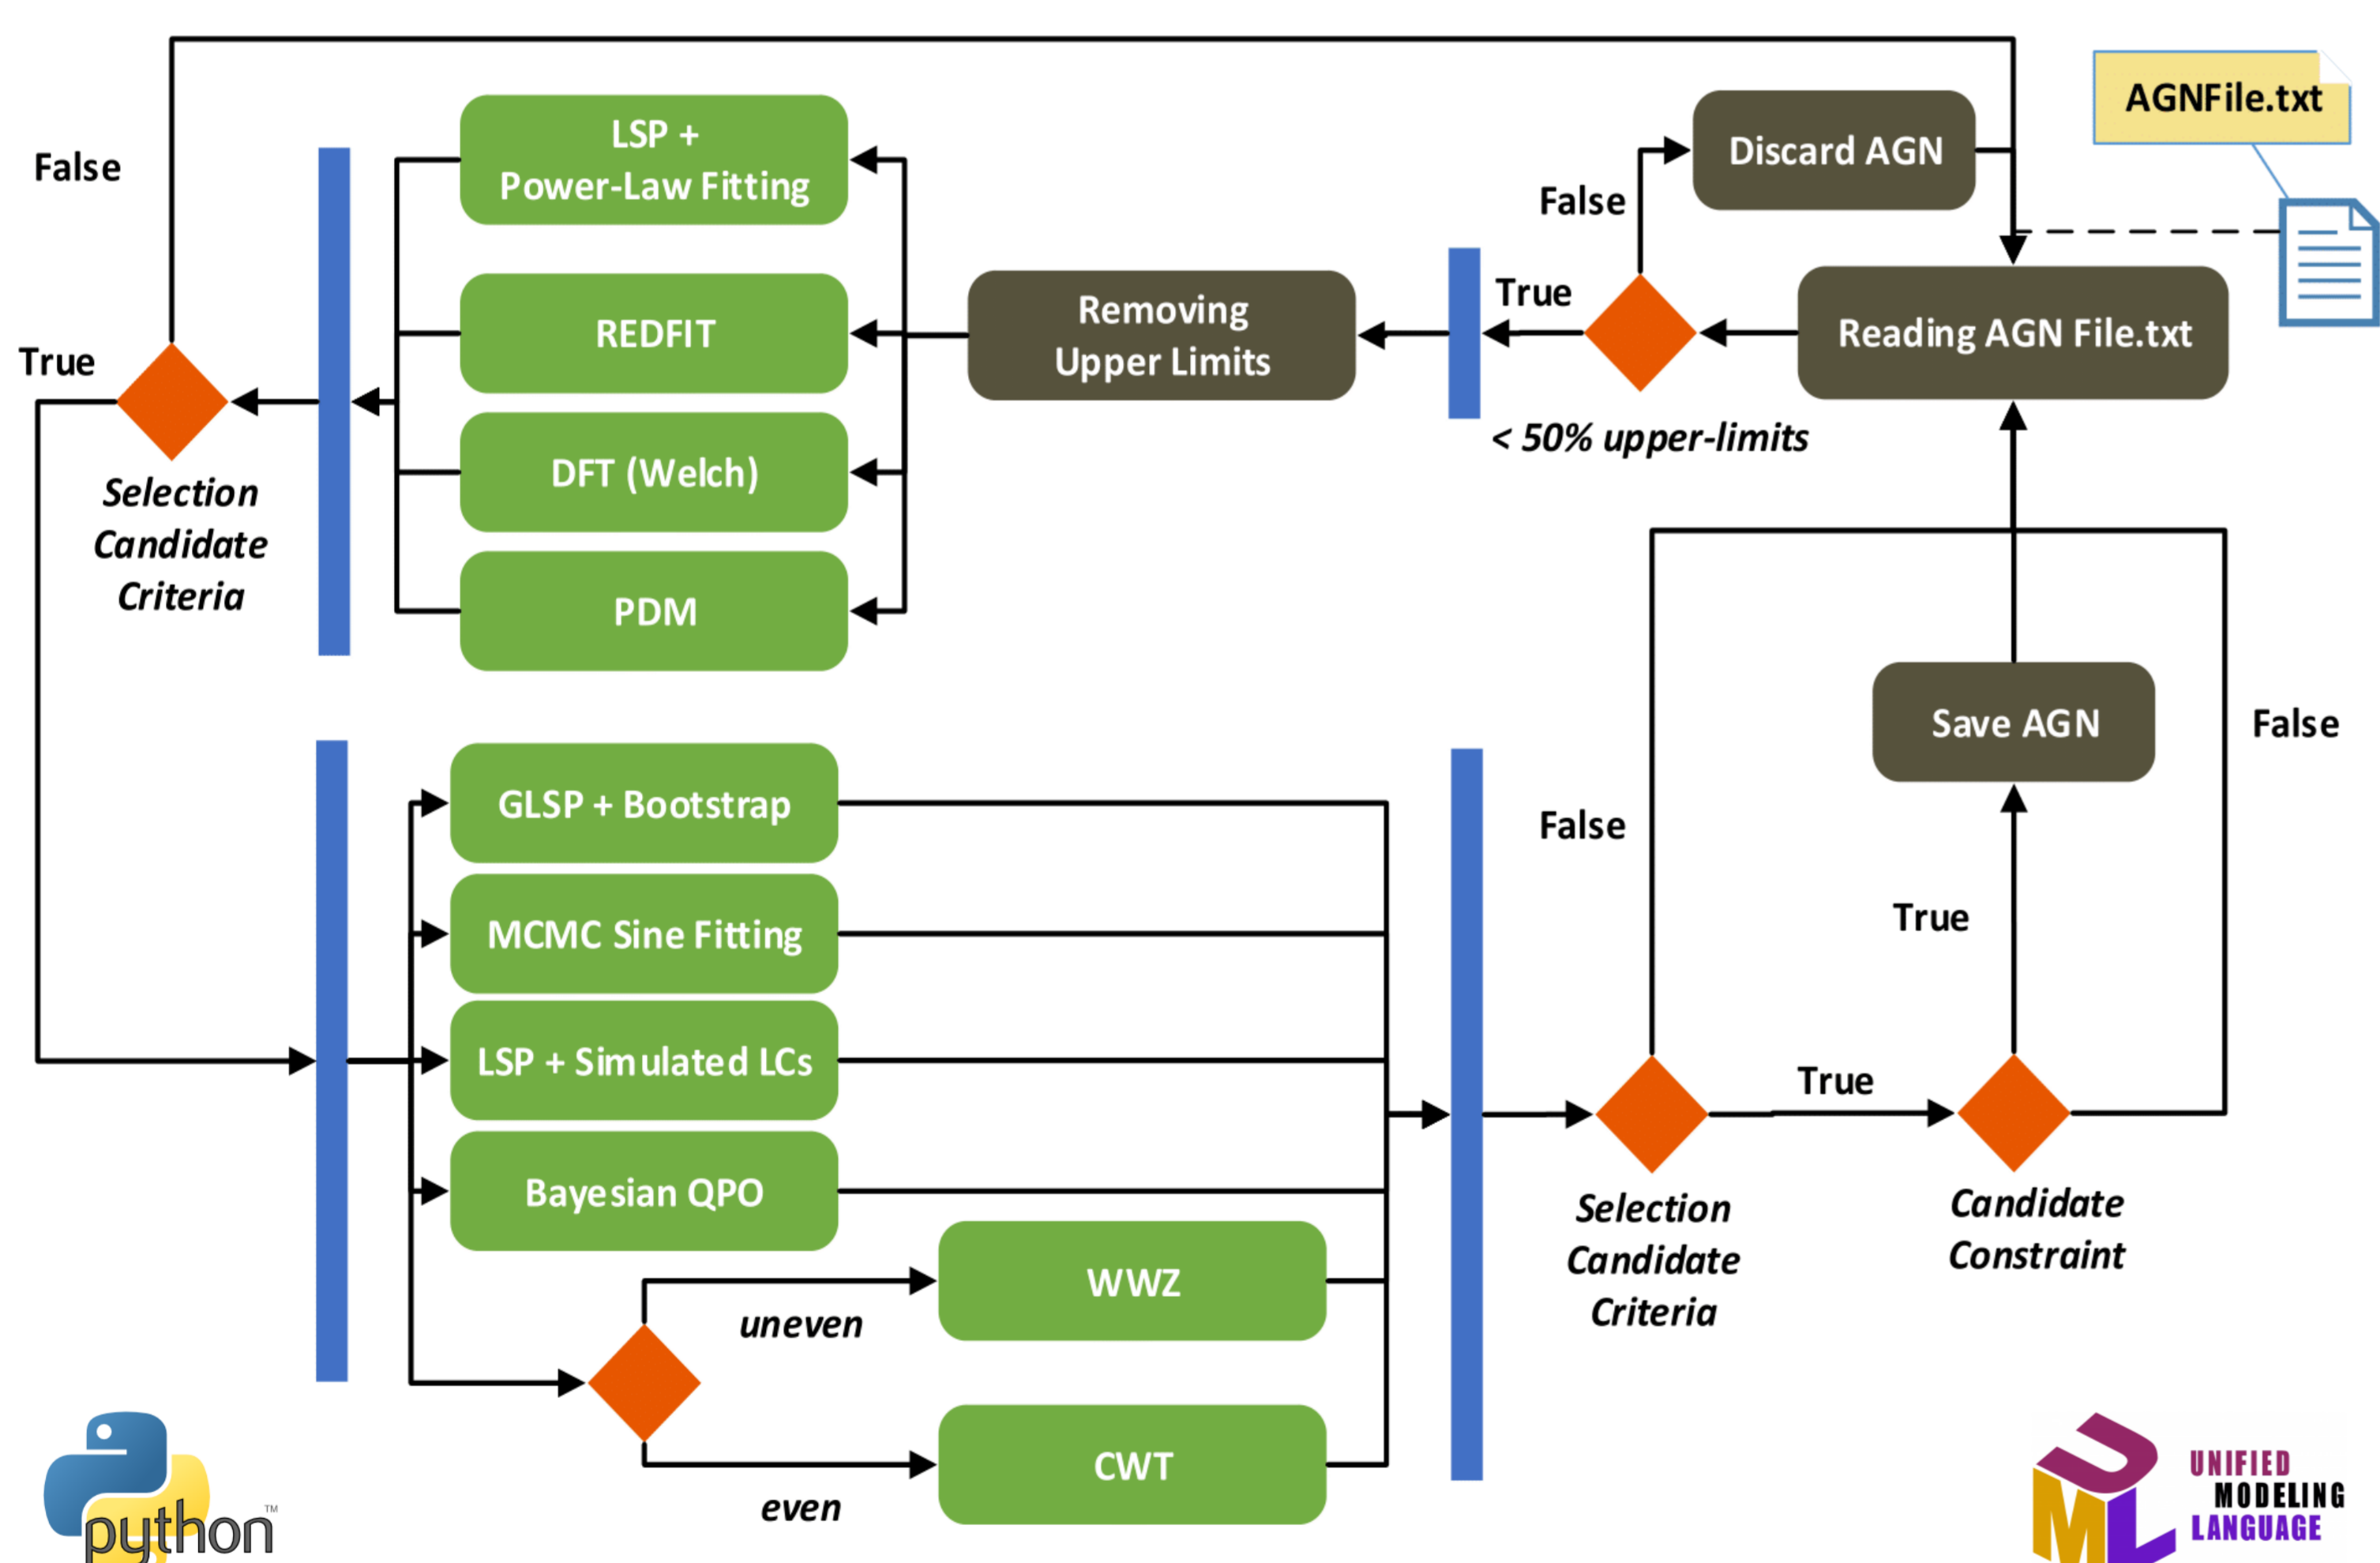 AGNFile.txt
False
LSP +
Power-Law Fitting
Discard AGN
False
Removing
Upper Limits
True
Reading AGN File.txt
REDFIT
True
< 50% upper-limits
DFT (Welch)
Selection
Candidate
Criteria
PDM
Save AGN
False
GLSP + Bootstrap
False
MCMC Sine Fitting
True
LSP + Simulated LCs
True
Bayesian QPO
Selection
Candidate
Criteria
Candidate
Constraint
WWZ
uneven
CWT
even
python™
UML
UNIFIED
MODELING
LANGUAGE